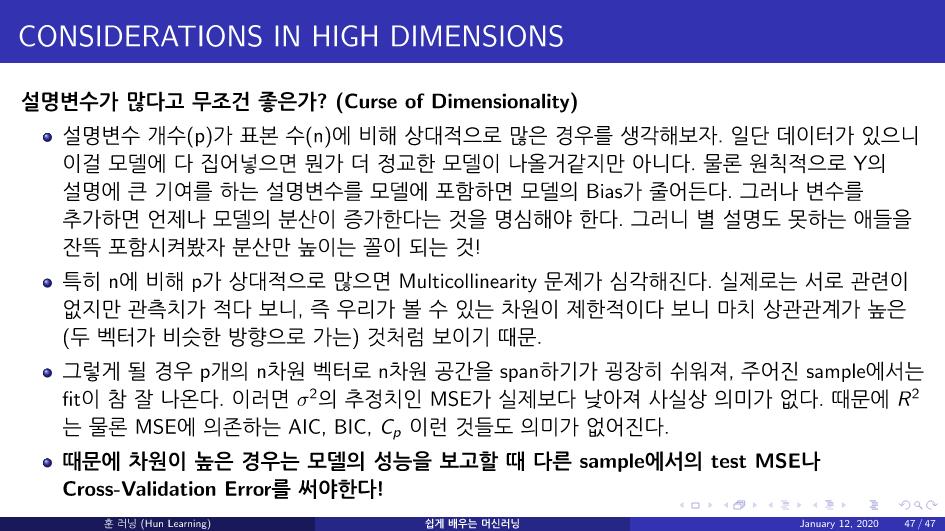 CONSIDERATIONS IN HIGH DIMENSIONS
설명변수가 많다고 무조건 좋은가? (Curse of Dimensionality)
설명변수 개수(p)가 표본 수(n)에 비해 상대적으로 많은 경우를 생각해보자. 일단 데이터가 있으니
이걸 모델에 다 집어넣으면 뭔가 더 정교한 모델이 나올거같지만 아니다. 물론 원칙적으로 Y의
설명에 큰 기여를 하는 설명변수를 모델에 포함하면 모델의 Bias가 줄어든다. 그러나 변수를
추가하면 언제나 모델의 분산이 증가한다는 것을 명심해야 한다. 그러니 별 설명도 못하는 애들을
잔뜩 포함시켜봤자 분산만 높이는 꼴이 되는 것!
특히 n에 비해 p가 상대적으로 많으면 Multicollinearity 문제가 심각해진다. 실제로는 서로 관련이
없지만 관측치가 적다 보니, 즉 우리가 볼 수 있는 차원이 제한적이다 보니 마치 상관관계가 높은
(두 벡터가 비슷한 방향으로 가는) 것처럼 보이기 때문.
그렇게 될 경우 p개의 n차원 벡터로 n차원 공간을 span하기가 굉장히 쉬워져, 주어진 sample에서는
fit이 참 잘 나온다. 이러면 σ²의 추정치인 MSE가 실제보다 낮아져 사실상 의미가 없다. 때문에 R²
는 물론 MSE에 의존하는 AIC, BIC, Cₚ 이런 것들도 의미가 없어진다.
때문에 차원이 높은 경우는 모델의 성능을 보고할 때 다른 sample에서의 test MSE나
Cross-Validation Error를 써야한다!
훈 러닝 (Hun Learning) 쉽게 배우는 머신러닝 January 12, 2020 47 / 47